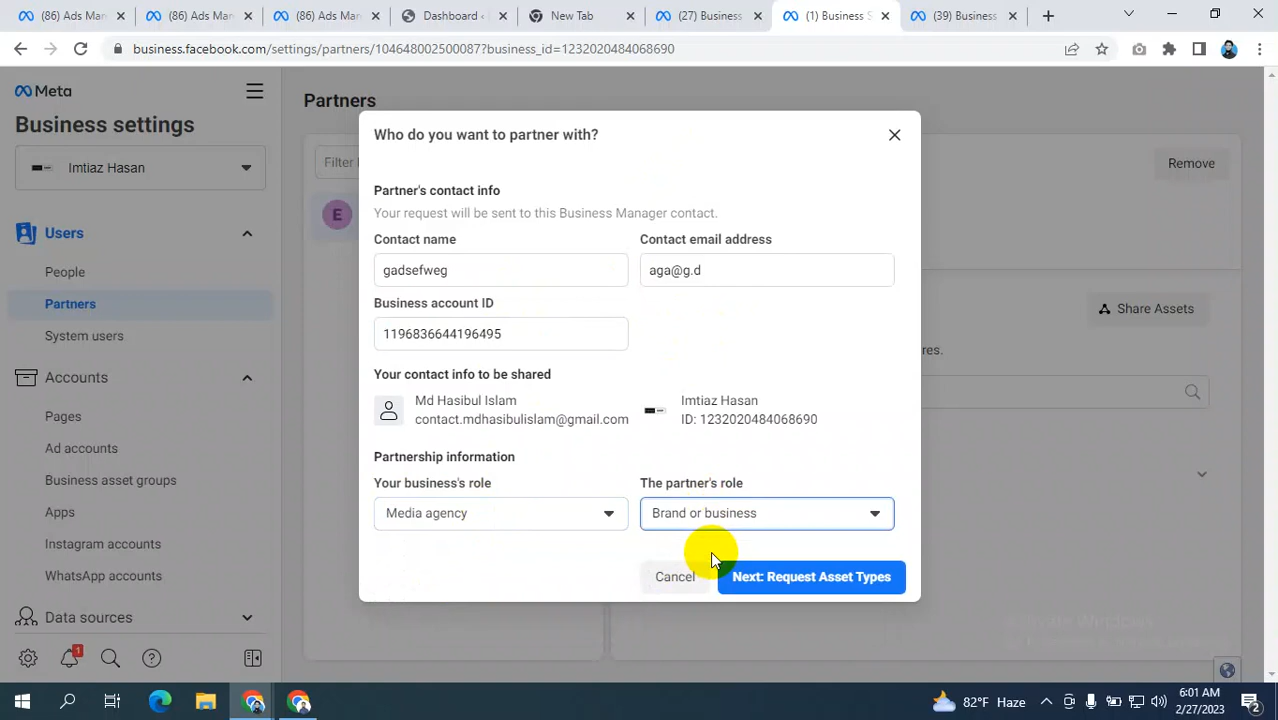 (86) Ads Man
(86) Ads Man
(86) Ads Man
Dashboard ‹
New Tab
(27) Business
(1) Business S
(39) Business
business.facebook.com/settings/partners/104648002500087?business_id=1232020484068690
Meta
Business settings
Imtiaz Hasan
Users
People
Partners
System users
Accounts
Pages
Ad accounts
Business asset groups
Apps
Instagram accounts
WhatsApp accounts
Data sources
1
Partners
Filter
E
Remove
Share Assets
res.
Who do you want to partner with?
Partner's contact info
Your request will be sent to this Business Manager contact.
Contact name
Contact email address
gadsefweg
aga@g.d
Business account ID
1196836644196495
Your contact info to be shared
Md Hasibul Islam
contact.mdhasibulislam@gmail.com
Imtiaz Hasan
ID: 1232020484068690
Partnership information
Your business's role
The partner's role
Media agency
Brand or business
Cancel
Next: Request Asset Types
Activate Windows
82°F Haze
6:01 AM
2/27/2023
2